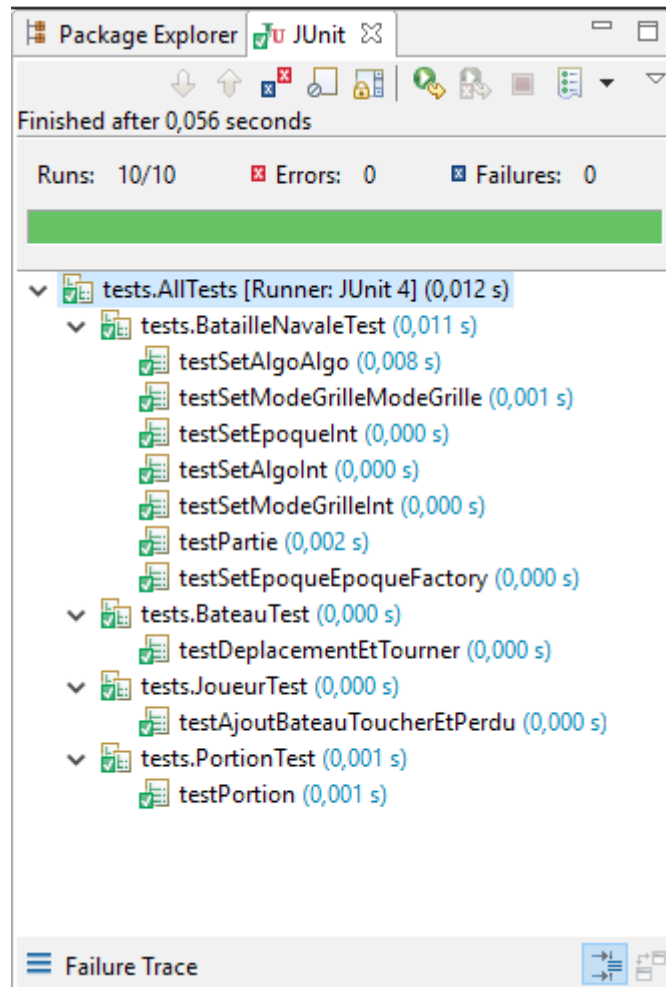 Package Explorer JUnit
Finished after 0,056 seconds
Runs: 10/10 Errors: 0 Failures: 0
tests.AllTests [Runner: JUnit 4] (0,012 s)
tests.BatailleNavaleTest (0,011 s)
testSetAlgoAlgo (0,008 s)
testSetModeGrilleModeGrille (0,001 s)
testSetEpoqueInt (0,000 s)
testSetAlgoInt (0,000 s)
testSetModeGrilleInt (0,000 s)
testPartie (0,002 s)
testSetEpoqueEpoqueFactory (0,000 s)
tests.BateauTest (0,000 s)
testDeplacementEtTourner (0,000 s)
tests.JoueurTest (0,000 s)
testAjoutBateauToucherEtPerdu (0,000 s)
tests.PortionTest (0,001 s)
testPortion (0,001 s)
Failure Trace